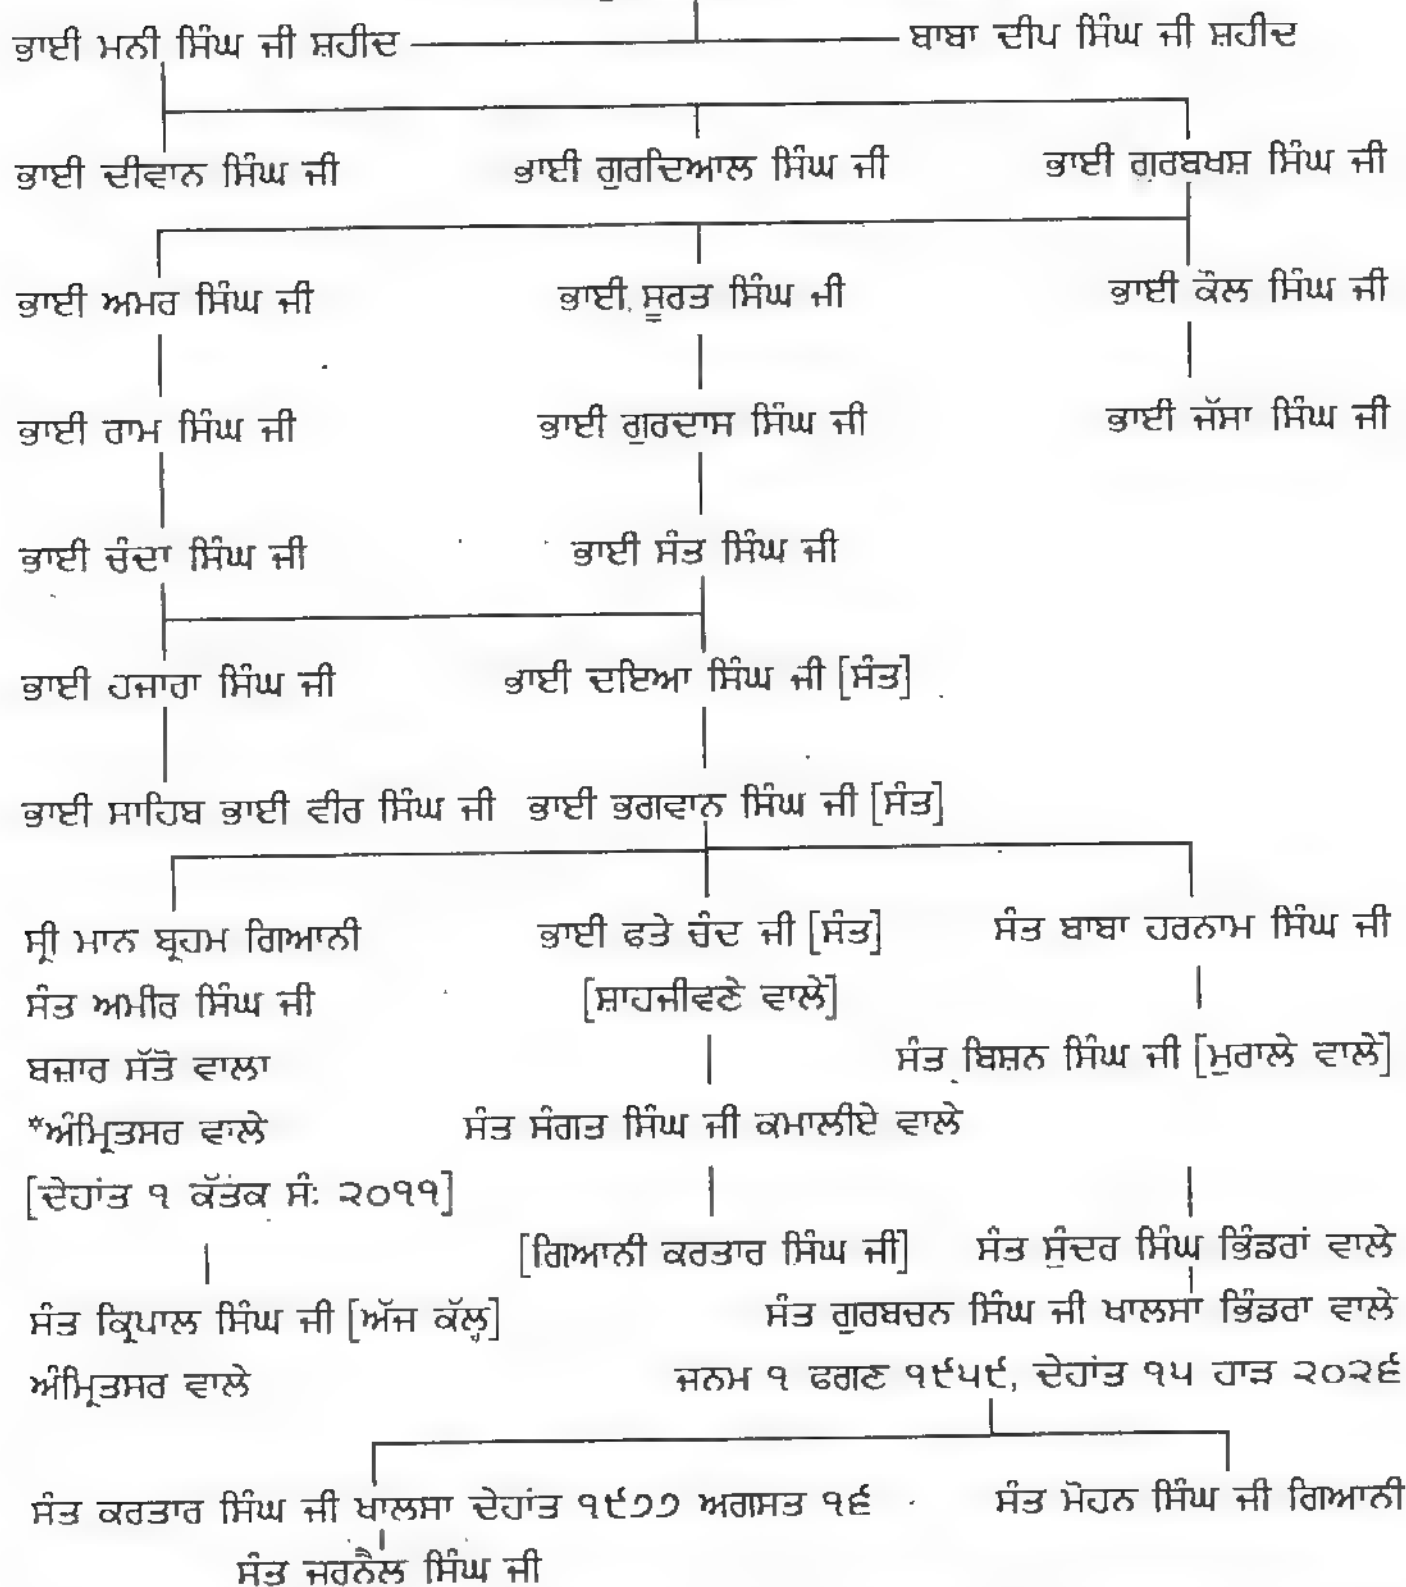 ਭਾਈ ਮਨੀ ਸਿੰਘ ਜੀ ਸ਼ਹੀਦ ਬਾਬਾ ਦੀਪ ਸਿੰਘ ਜੀ ਸ਼ਹੀਦ
ਭਾਈ ਦੀਵਾਨ ਸਿੰਘ ਜੀ ਭਾਈ ਗੁਰਦਿਆਲ ਸਿੰਘ ਜੀ ਭਾਈ ਗੁਰਬਖਸ਼ ਸਿੰਘ ਜੀ
ਭਾਈ ਅਮਰ ਸਿੰਘ ਜੀ ਭਾਈ ਸੂਰਤ ਸਿੰਘ ਜੀ ਭਾਈ ਕੌਲ ਸਿੰਘ ਜੀ
ਭਾਈ ਰਾਮ ਸਿੰਘ ਜੀ ਭਾਈ ਗੁਰਦਾਸ ਸਿੰਘ ਜੀ ਭਾਈ ਜੱਸਾ ਸਿੰਘ ਜੀ
ਭਾਈ ਚੰਦਾ ਸਿੰਘ ਜੀ ਭਾਈ ਸੰਤ ਸਿੰਘ ਜੀ
ਭਾਈ ਹਜਾਰਾ ਸਿੰਘ ਜੀ ਭਾਈ ਦਇਆ ਸਿੰਘ ਜੀ [ਸੰਤ]
ਭਾਈ ਸਾਹਿਬ ਭਾਈ ਵੀਰ ਸਿੰਘ ਜੀ ਭਾਈ ਭਗਵਾਨ ਸਿੰਘ ਜੀ [ਸੰਤ]
ਸ੍ਰੀ ਮਾਨ ਬ੍ਰਹਮ ਗਿਆਨੀ ਭਾਈ ਫਤੇ ਚੰਦ ਜੀ [ਸੰਤ] ਸੰਤ ਬਾਬਾ ਹਰਨਾਮ ਸਿੰਘ ਜੀ
ਸੰਤ ਅਮੀਰ ਸਿੰਘ ਜੀ [ਸ਼ਾਹਜੀਵਣੇ ਵਾਲੇ]
ਬਜ਼ਾਰ ਸੱਤੋ ਵਾਲਾ ਸੰਤ ਬਿਸ਼ਨ ਸਿੰਘ ਜੀ [ਮੁਰਾਲੇ ਵਾਲੇ]
*ਅੰਮ੍ਰਿਤਸਰ ਵਾਲੇ ਸੰਤ ਸੰਗਤ ਸਿੰਘ ਜੀ ਕਮਾਲੀਏ ਵਾਲੇ
[ਦੇਹਾਂਤ ੧ ਕੱਤਕ ਸੰ: ੨੦੧੧]
[ਗਿਆਨੀ ਕਰਤਾਰ ਸਿੰਘ ਜੀ] ਸੰਤ ਸੁੰਦਰ ਸਿੰਘ ਭਿੰਡਰਾਂ ਵਾਲੇ
ਸੰਤ ਕ੍ਰਿਪਾਲ ਸਿੰਘ ਜੀ [ਅੱਜ ਕੱਲ੍ਹ] ਸੰਤ ਗੁਰਬਚਨ ਸਿੰਘ ਜੀ ਖਾਲਸਾ ਭਿੰਡਰਾ ਵਾਲੇ
ਅੰਮ੍ਰਿਤਸਰ ਵਾਲੇ ਜਨਮ ੧ ਫਗਣ ੧੯੫੯, ਦੇਹਾਂਤ ੧੫ ਹਾੜ ੨੦੨੬
ਸੰਤ ਕਰਤਾਰ ਸਿੰਘ ਜੀ ਖਾਲਸਾ ਦੇਹਾਂਤ ੧੯੭੭ ਅਗਸਤ ੧੬ ਸੰਤ ਮੋਹਨ ਸਿੰਘ ਜੀ ਗਿਆਨੀ
ਸੰਤ ਜਰਨੈਲ ਸਿੰਘ ਜੀ